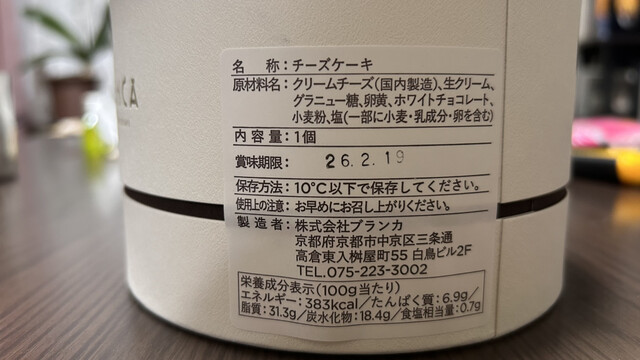 CA
名 称：チーズケーキ
原材料名：クリームチーズ（国内製造）、生クリーム、
グラニュー糖、卵黄、ホワイトチョコレート、
小麦粉、塩（一部に小麦・乳成分・卵を含む）
内容量：1個
賞味期限： 26.2.19
保存方法：10℃以下で保存してください。
使用上の注意：お早めにお召し上がりください。
製造者：株式会社ブランカ
京都府京都市中京区三条通
高倉東入桝屋町55 白鳥ビル2F
TEL.075-223-3002
栄養成分表示（100g当たり）
エネルギー：383kcal／たんぱく質：6.9g／
脂質：31.3g／炭水化物：18.4g／食塩相当量：0.7g